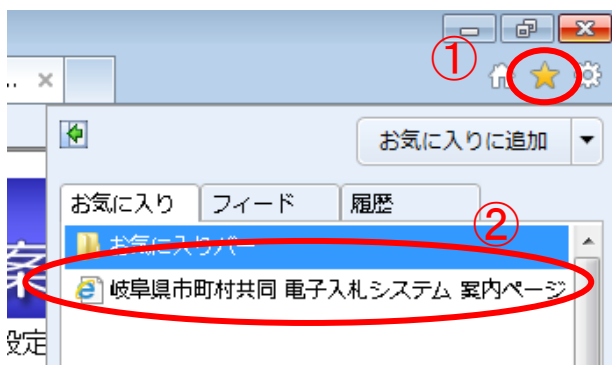 ①
.. ×
お気に入りに追加 ▼
お気に入り フィード 履歴
②
お気に入りバー
岐阜県市町村共同 電子入札システム 案内ページ
案
設定